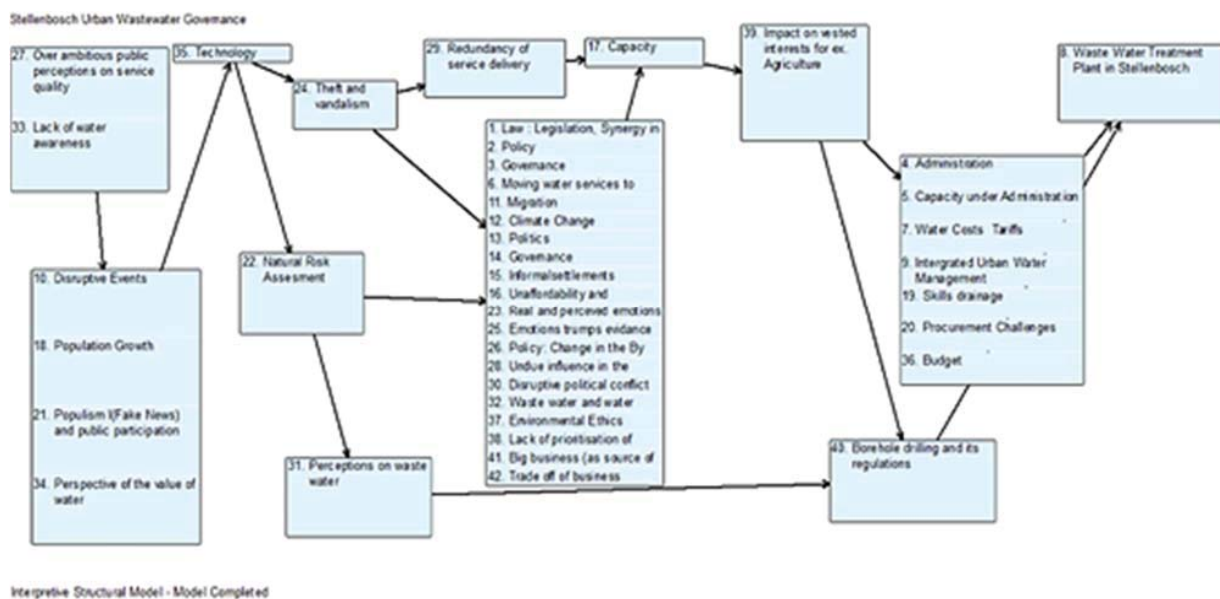 Stellenbosch Urban Wastewater Governance
27. Over ambitious public
perceptions on service
quality
33. Lack of water
awareness
35. Technology
24. Theft and
vandalism
29. Redundancy of
service delivery
17. Capacity
39. Impact on vested
interests for ex.
Agriculture
8. Waste Water Treatment
Plant in Stellenbosch
1. Law : Legislation, Synergy in
2. Policy
3. Governance
6. Moving water services to
11. Migration
12. Climate Change
13. Politics
14. Governance
15. Informalsettlements
16. Unaffordability and
23. Real and perceived emotions
25. Emotions trumps evidence
26. Policy: Change in the By
28. Undue influence in the
30. Disruptive political conflict
32. Waste water and water
37. Environmental Ethics
38. Lack of prioritisation of
41. Big business (as source of
42. Trade off of business
4. Administration
5. Capacity under Administration
7. Water Costs Tariffs
9. Intergrated Urban Water
Management
19. Skills drainage
20. Procurement Challenges
36. Budget
10. Disruptive Events
18. Population Growth
21. Populism I(Fake News)
and public participation
34. Perspective of the value of
water
22. Natural Risk
Assesment
31. Perceptions on waste
water
43. Borehole drilling and its
regulations
Interpretive Structural Model - Model Completed